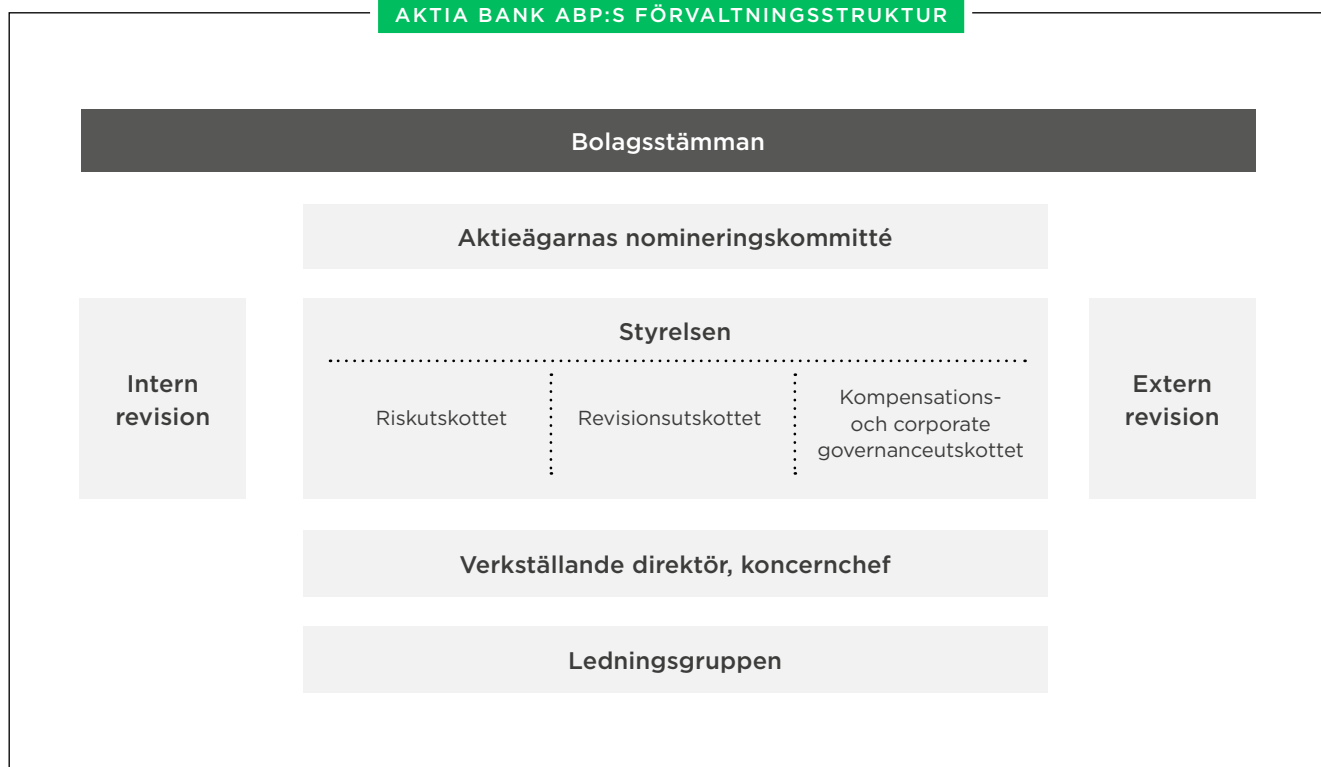 AKTIA BANK ABP:S FÖRVALTNINGSSTRUKTUR
Bolagsstämman
Aktieägarnas nomineringskommitté
Intern
revision
Styrelsen
Riskutskottet
Revisionsutskottet
Kompensations-
och corporate
governanceutskottet
Extern
revision
Verkställande direktör, koncernchef
Ledningsgruppen